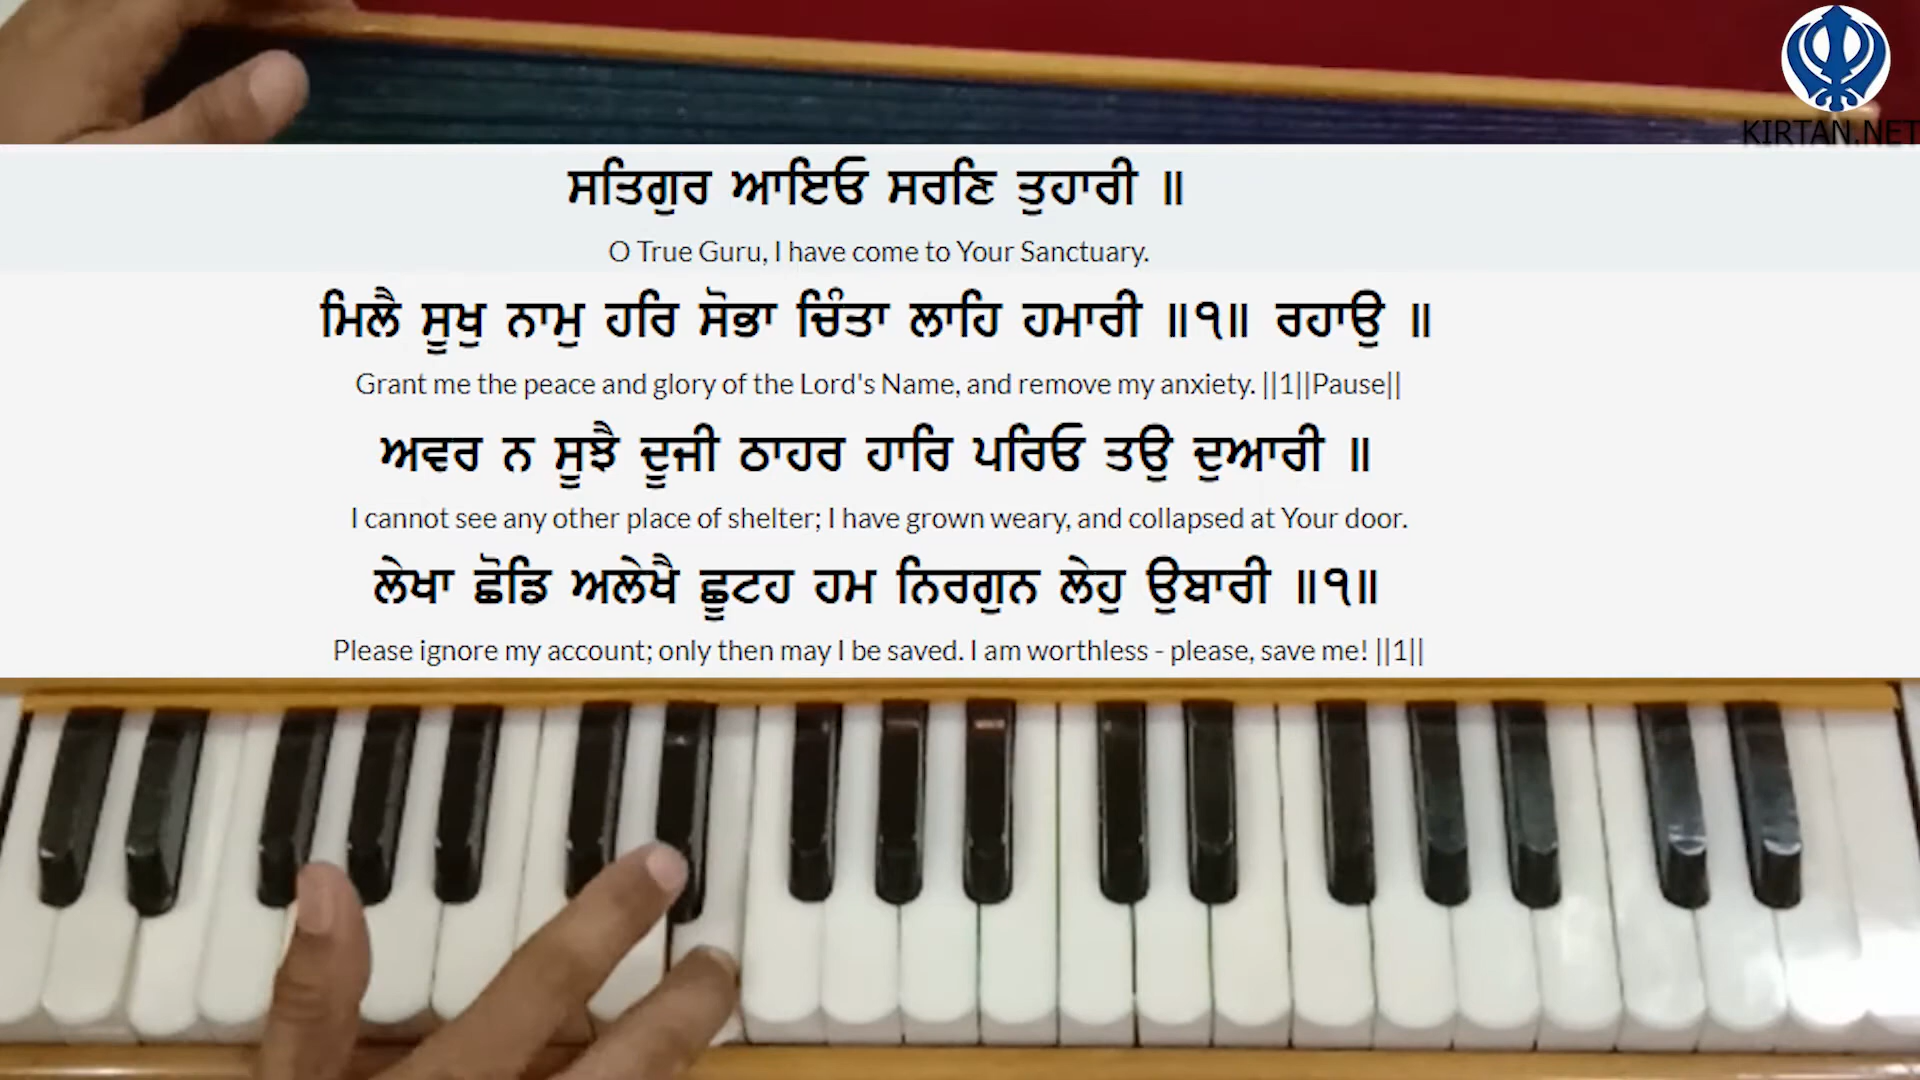 KIRTAN.NET
ਸਤਿਗੁਰ ਆਇਓ ਸਰਣਿ ਤੁਹਾਰੀ ॥
O True Guru, I have come to Your Sanctuary.
ਮਿਲੈ ਸੂਖੁ ਨਾਮੁ ਹਰਿ ਸੋਭਾ ਚਿੰਤਾ ਲਾਹਿ ਹਮਾਰੀ ॥੧॥ ਰਹਾਉ ॥
Grant me the peace and glory of the Lord's Name, and remove my anxiety. ||1||Pause||
ਅਵਰ ਨ ਸੂਝੈ ਦੂਜੀ ਠਾਹਰ ਹਾਰਿ ਪਰਿਓ ਤਉ ਦੁਆਰੀ ॥
I cannot see any other place of shelter; I have grown weary, and collapsed at Your door.
ਲੇਖਾ ਛੋਡਿ ਅਲੇਖੈ ਛੂਟਹ ਹਮ ਨਿਰਗੁਨ ਲੇਹੁ ਉਬਾਰੀ ॥੧॥
Please ignore my account; only then may I be saved. I am worthless - please, save me! ||1||